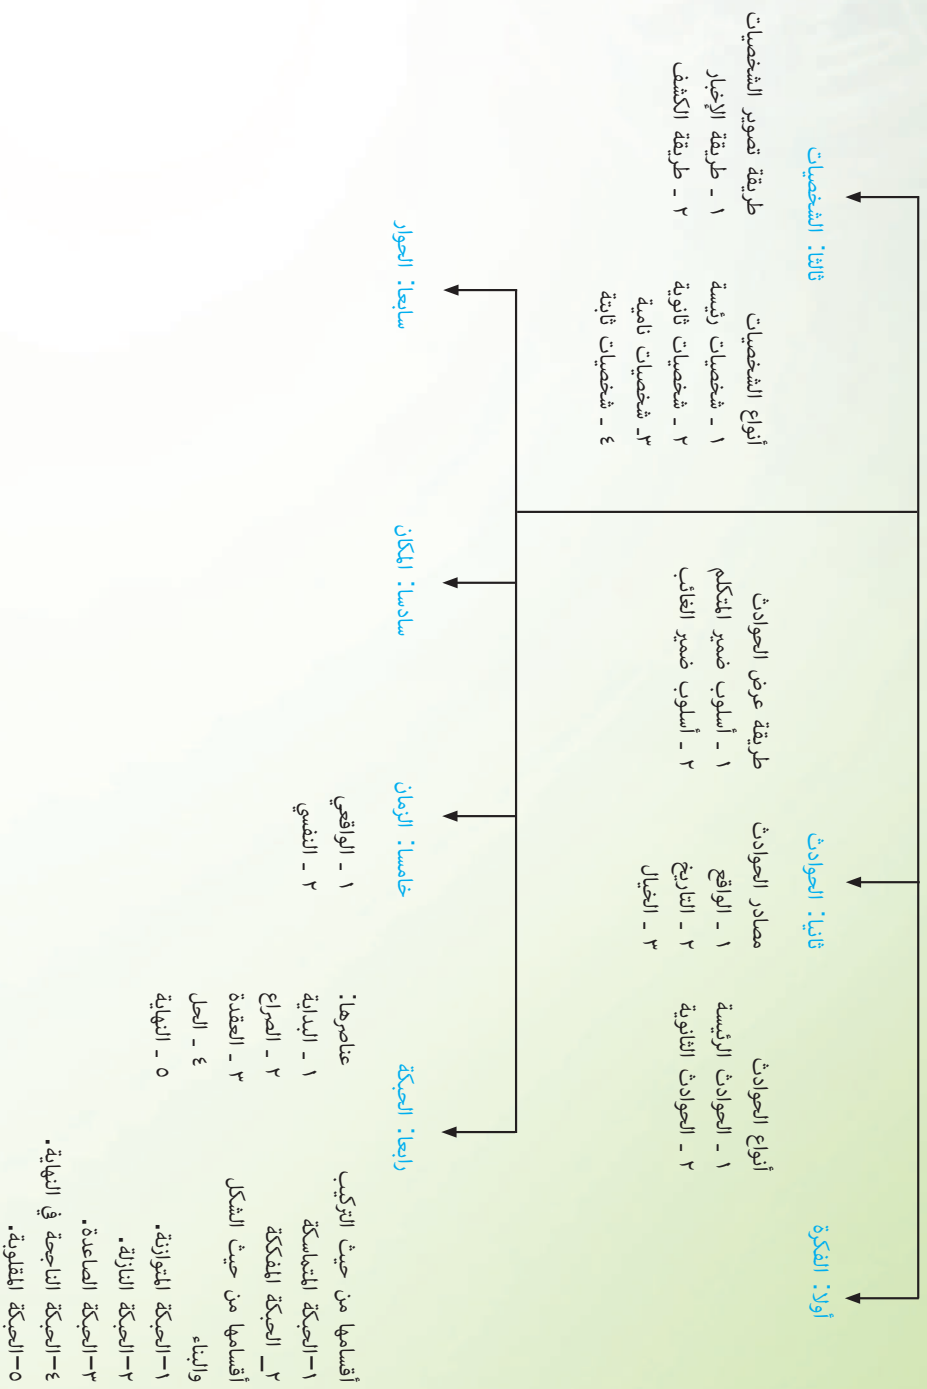 أولا: الفكرة
ثانيا: الحوادث
أنواع الحوادث
١ ـ الحوادث الرئيسة
٢ ـ الحوادث الثانوية
مصادر الحوادث
١ ـ الواقع
٢ ـ التاريخ
٣ ـ الخيال
طريقة عرض الحوادث
١ ـ أسلوب ضمير المتكلم
٢ ـ أسلوب ضمير الغائب
ثالثا: الشخصيات
أنواع الشخصيات
١ ـ شخصيات رئيسة
٢ ـ شخصيات ثانوية
٣ـ شخصيات نامية
٤ ـ شخصيات ثابتة
طريقة تصوير الشخصيات
١ ـ طريقة الإخبار
٢ ـ طريقة الكشف
رابعا: الحبكة
أقسامها من حيث التركيب
١–الحبكة المتماسكة
٢_ الحبكة المفككة
أقسامها من حيث الشكل
والبناء
١–الحبكة المتوازنة.
٢–الحبكة النازلة.
٣–الحبكة الصاعدة.
٤–الحبكة الناجحة في النهاية.
٥–الحبكة المقلوبة.
عناصرها:
١ ـ البداية
٢ ـ الصراع
٣ ـ العقدة
٤ ـ الحل
٥ ـ النهاية
خامسا: الزمان
١ ـ الواقعي
٢ ـ النفسي
سادسا: المكان
سابعا: الحوار